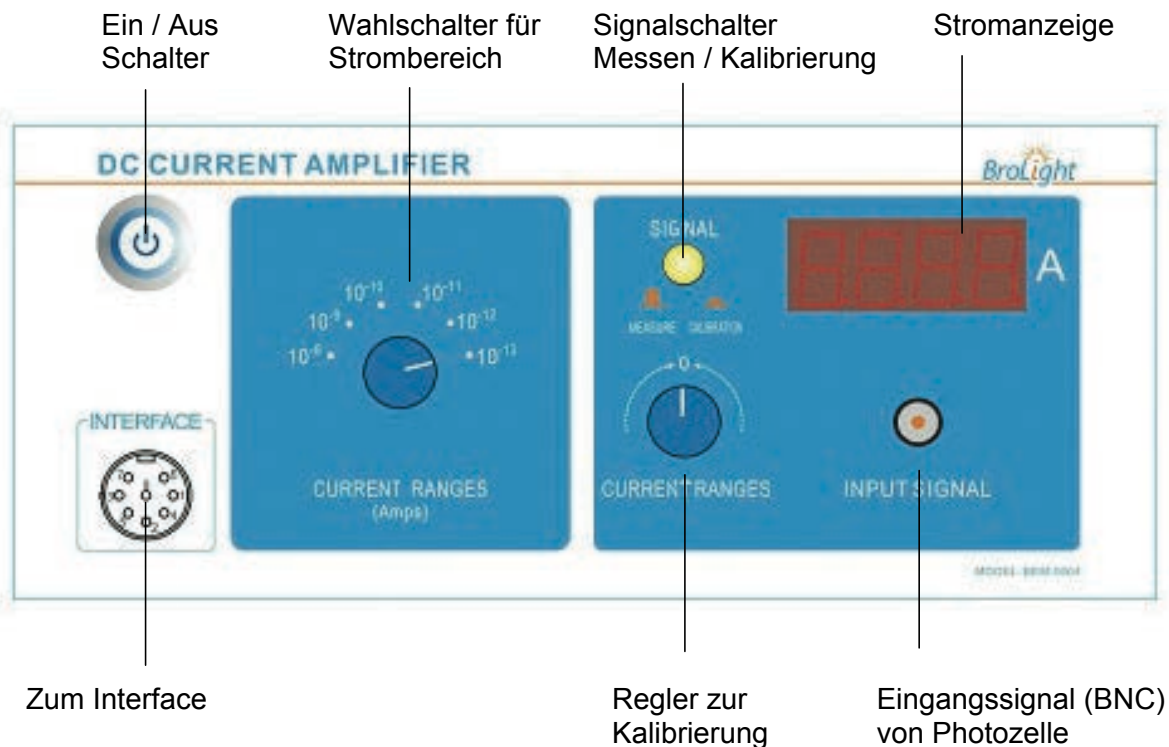 Ein / Aus
Schalter
Wahlschalter für
Strombereich
Signalschalter
Messen / Kalibrierung
Stromanzeige
DC CURRENT AMPLIFIER
BroLight
SIGNAL
A
MEASURE CALIBRATION
10⁻¹⁰ 10⁻¹¹
10⁻⁹ 10⁻¹²
10⁻⁸ 10⁻¹³
0
INTERFACE
CURRENT RANGES
(Amps)
CURRENT RANGES
INPUT SIGNAL
Zum Interface
Regler zur
Kalibrierung
Eingangssignal (BNC)
von Photozelle